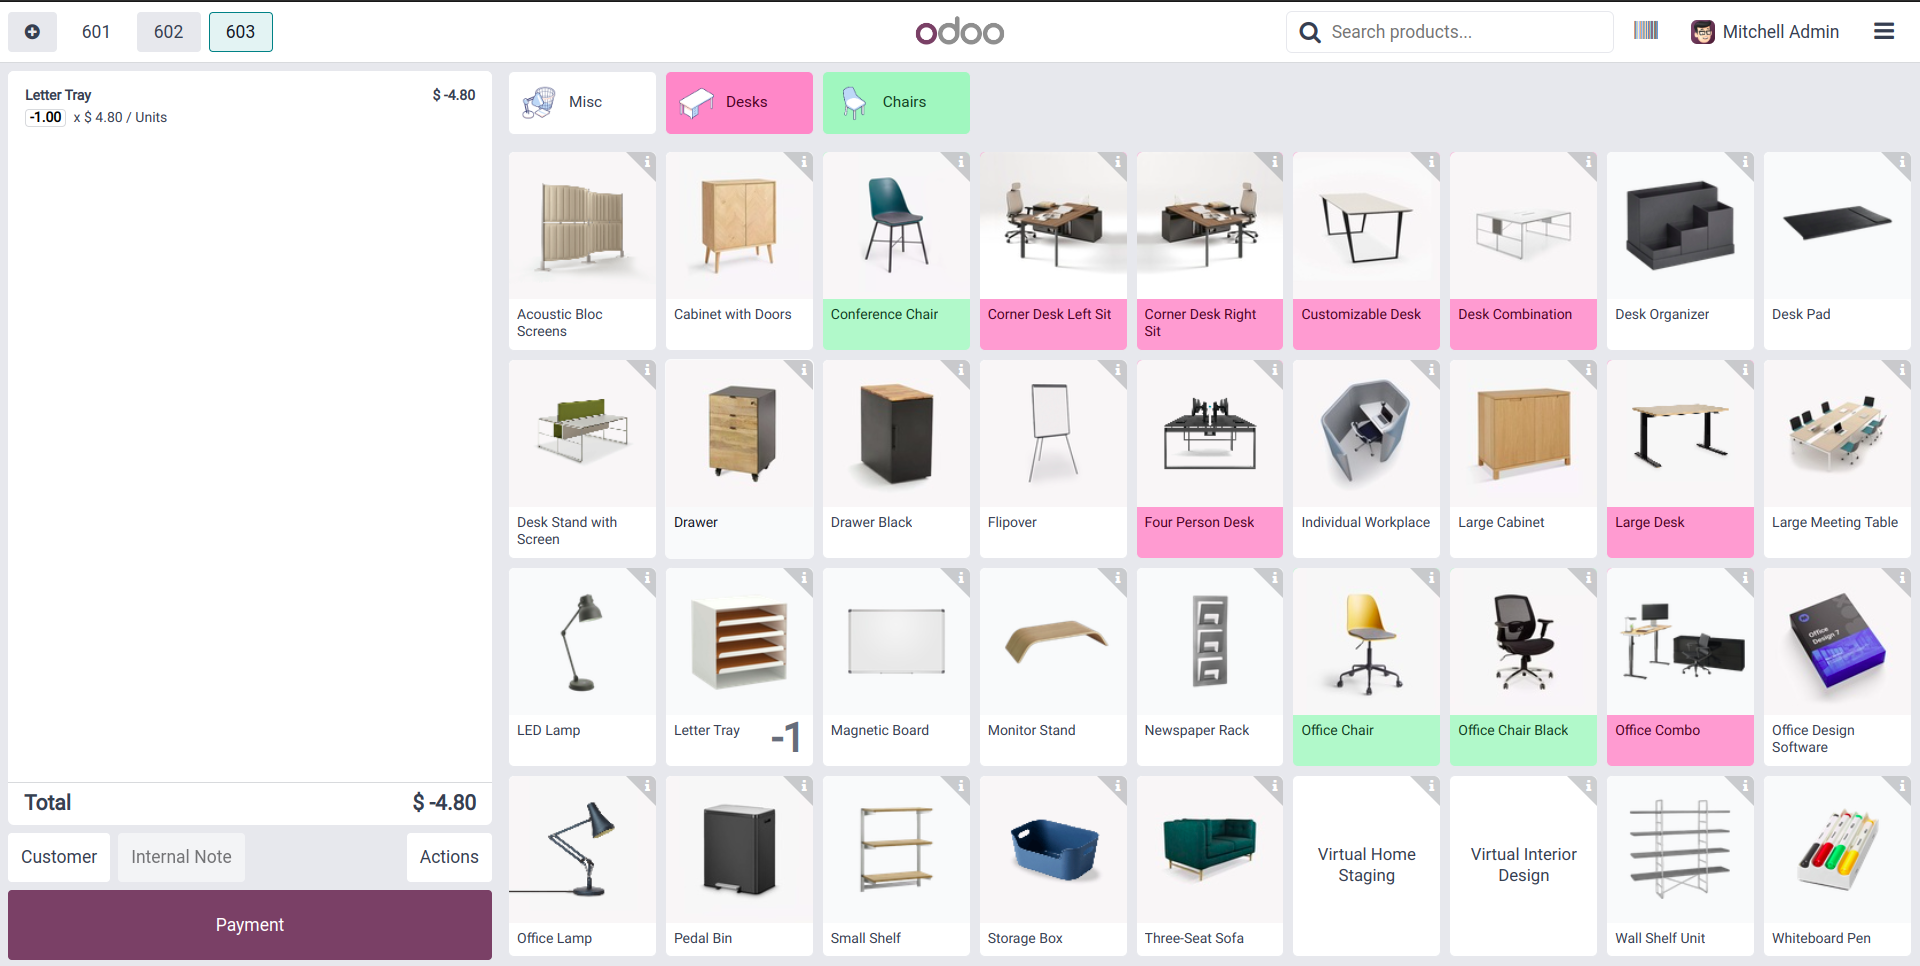 601
602
603
odoo
Search products...
Mitchell Admin
Letter Tray
$ -4.80
-1.00 x $ 4.80 / Units
Total
$ -4.80
Customer
Internal Note
Actions
Payment
Misc
Desks
Chairs
Acoustic Bloc
Screens
Cabinet with Doors
Conference Chair
Corner Desk Left Sit
Corner Desk Right
Sit
Customizable Desk
Desk Combination
Desk Organizer
Desk Pad
Desk Stand with
Screen
Drawer
Drawer Black
Flipover
Four Person Desk
Individual Workplace
Large Cabinet
Large Desk
Large Meeting Table
LED Lamp
Letter Tray
-1
Magnetic Board
Monitor Stand
Newspaper Rack
Office Chair
Office Chair Black
Office Combo
Office
Design 7
Office Design
Software
Office Lamp
Pedal Bin
Small Shelf
Storage Box
Three-Seat Sofa
Virtual Home
Staging
Virtual Interior
Design
Wall Shelf Unit
Whiteboard Pen